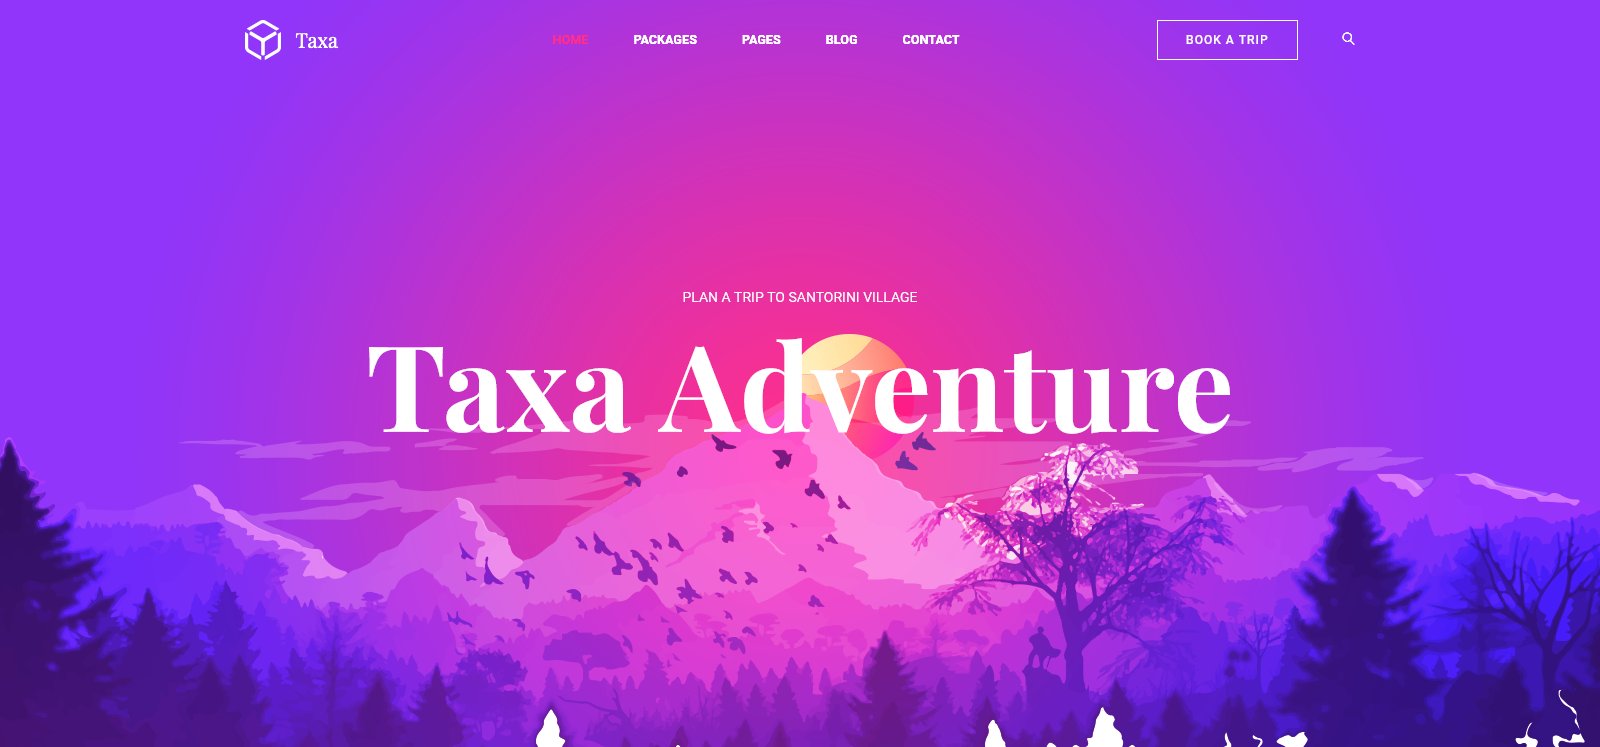 Taxa
HOME PACKAGES PAGES BLOG CONTACT
BOOK A TRIP
PLAN A TRIP TO SANTORINI VILLAGE
Taxa Adventure